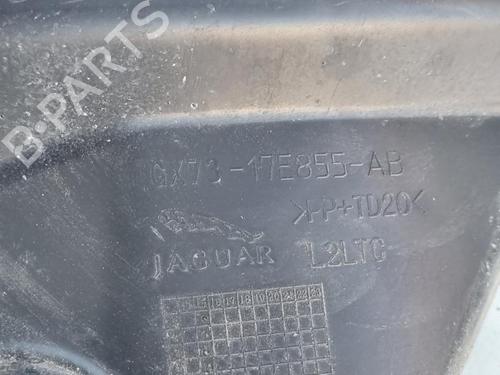 B-PARTS
GX73-17E855-AB
>PP+TD20<
JAGUAR L2LTC